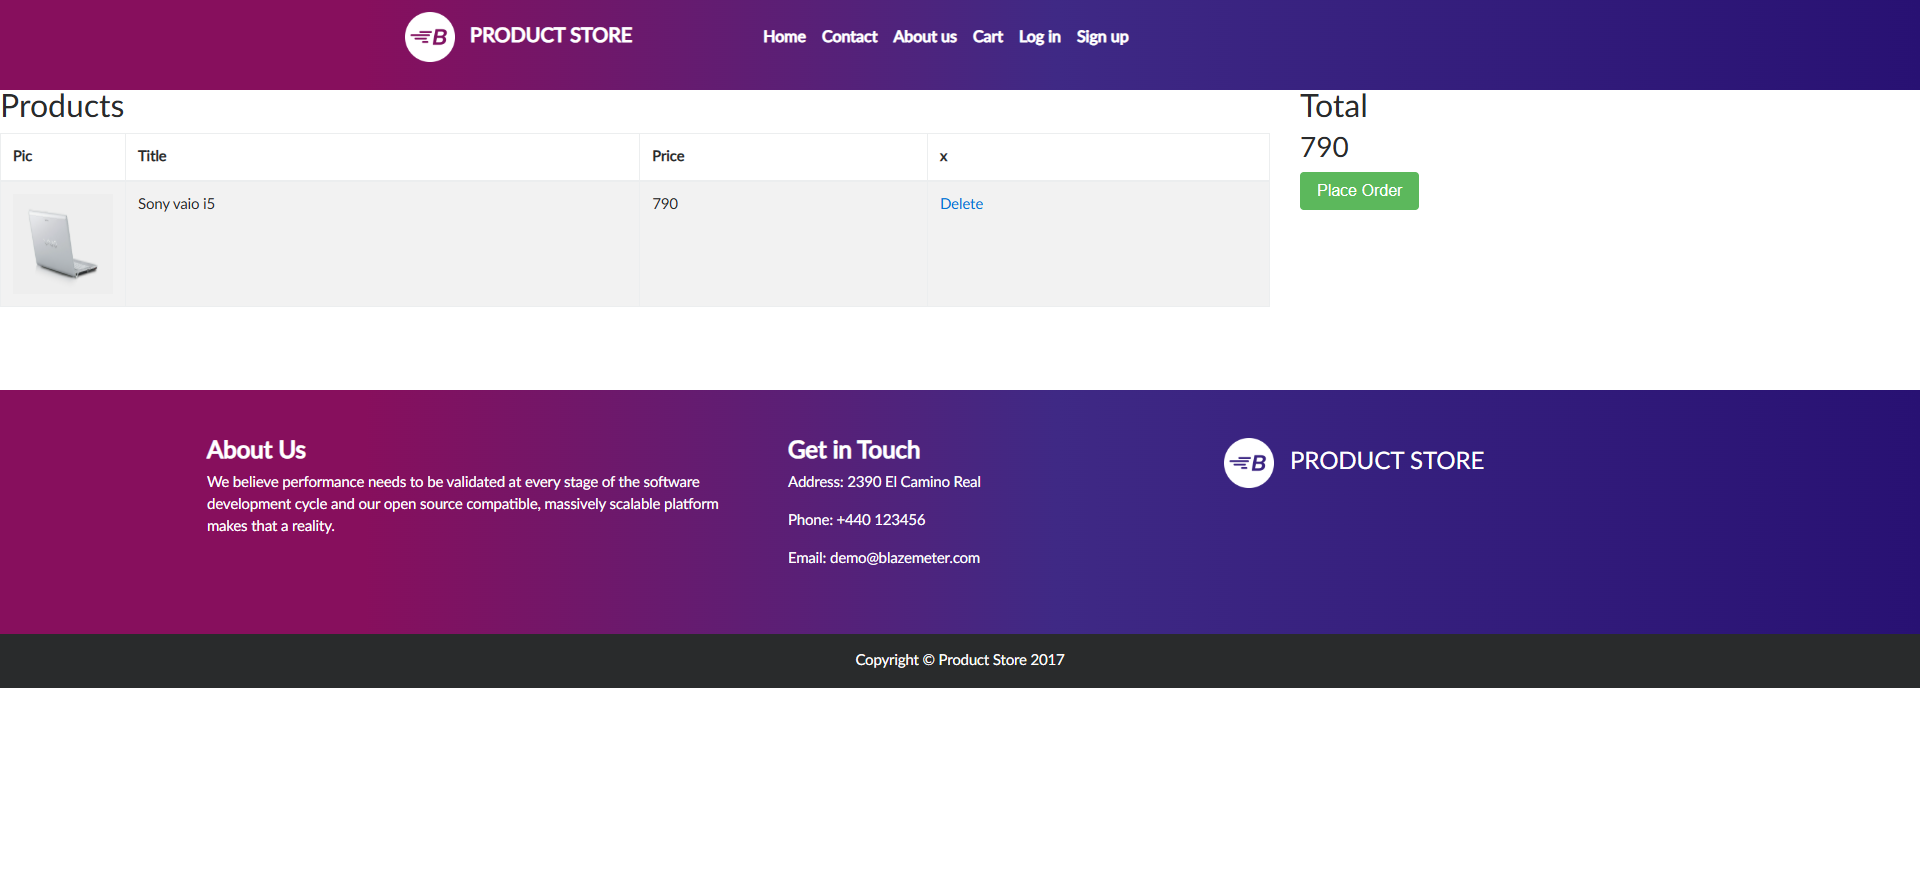 B PRODUCT STORE Home Contact About us Cart Log in Sign up
Products
Pic Title Price x
Sony vaio i5 790 Delete
Total
790
Place Order
About Us
We believe performance needs to be validated at every stage of the software
development cycle and our open source compatible, massively scalable platform
makes that a reality.
Get in Touch
Address: 2390 El Camino Real
Phone: +440 123456
Email: demo@blazemeter.com
B PRODUCT STORE
Copyright © Product Store 2017